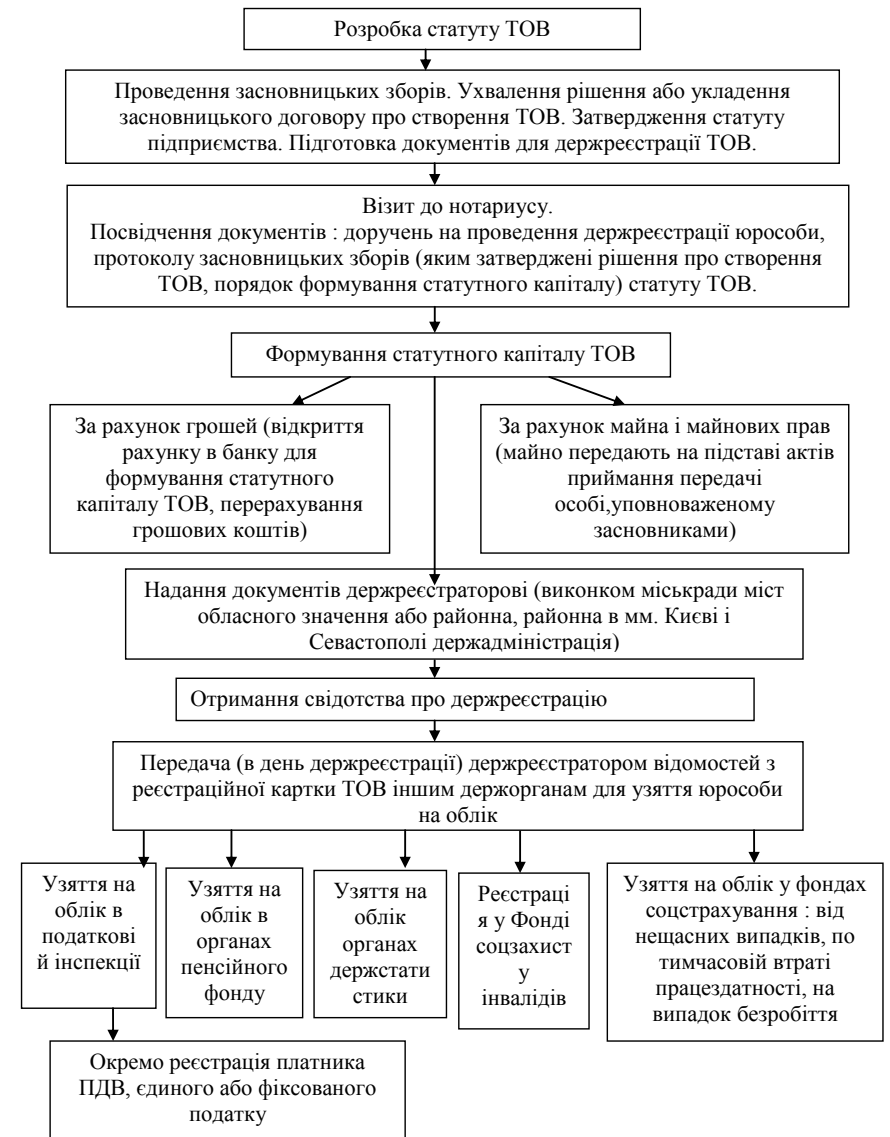 Розробка статуту ТОВ
Проведення засновницьких зборів. Ухвалення рішення або укладення
засновницького договору про створення ТОВ. Затвердження статуту
підприємства. Підготовка документів для держреєстрації ТОВ.
Візит до нотариусу.
Посвідчення документів : доручень на проведення держреєстрації юрособи,
протоколу засновницьких зборів (яким затверджені рішення про створення
ТОВ, порядок формування статутного капіталу) статуту ТОВ.
Формування статутного капіталу ТОВ
За рахунок грошей (відкриття
рахунку в банку для
формування статутного
капіталу ТОВ, перерахування
грошових коштів)
За рахунок майна і майнових прав
(майно передають на підставі актів
приймання передачі
особі,уповноваженому
засновниками)
Надання документів держреєстраторові (виконком міськради міст
обласного значення або районна, районна в мм. Києві і
Севастополі держадміністрація)
Отримання свідотства про держреєстрацію
Передача (в день держреєстрації) держреєстратором відомостей з
реєстраційної картки ТОВ іншим держорганам для узяття юрособи
на облік
Узяття на
облік в
податкові
й інспекції
Узяття на
облік в
органах
пенсійного
фонду
Узяття на
облік
органах
держстати
стики
Реєстраці
я у Фонді
соцзахист
у
інвалідів
Узяття на облік у фондах
соцстрахування : від
нещасних випадків, по
тимчасовій втраті
працездатності, на
випадок безробіття
Окремо реєстрація платника
ПДВ, єдиного або фіксованого
податку